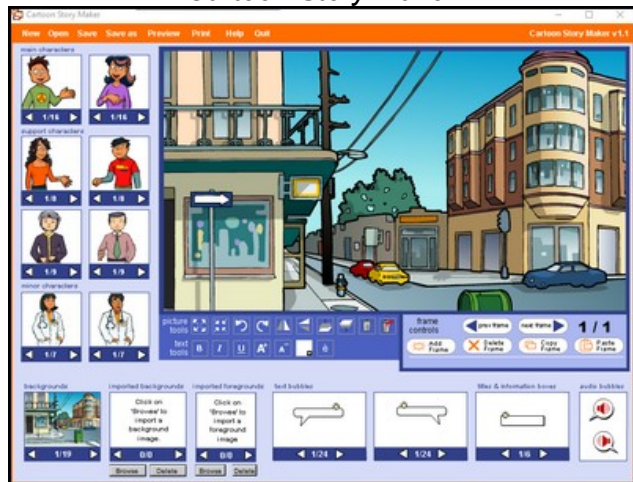 Cartoon Story Maker
New Open Save Save as Preview Print Help Quit Cartoon Story Maker v1.1
main characters
1/16 1/16
support characters
1/8 1/8
1/9 1/9
minor characters
1/7 1/7
picture tools
text tools
B I U A A é
frame controls
prev frame next frame 1 / 1
Add Frame Delete Frame Copy Frame Paste Frame
backgrounds imported backgrounds imported foregrounds text bubbles titles & information boxes audio bubbles
Click on 'Browse' to import a background image.
Click on 'Browse' to import a foreground image.
1/19 0/0 0/0 1/24 1/24 1/6
Browse Delete Browse Delete